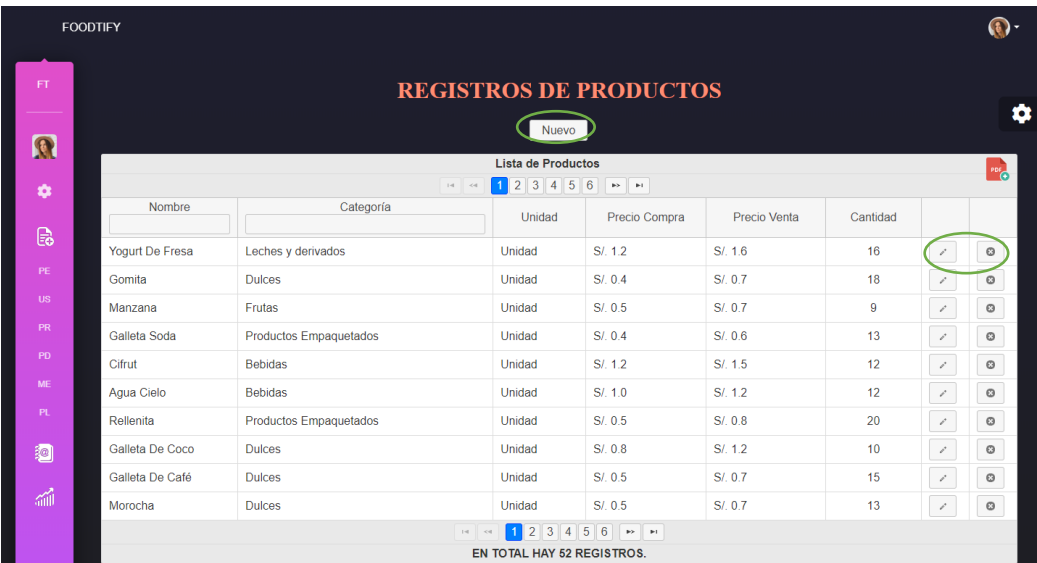 FOODTIFY
FT
REGISTROS DE PRODUCTOS
Nuevo
Lista de Productos
PDF
1 2 3 4 5 6
Nombre Categoría Unidad Precio Compra Precio Venta Cantidad
Yogurt De Fresa Leches y derivados Unidad S/. 1.2 S/. 1.6 16
PE
Gomita Dulces Unidad S/. 0.4 S/. 0.7 18
US
Manzana Frutas Unidad S/. 0.5 S/. 0.7 9
PR
Galleta Soda Productos Empaquetados Unidad S/. 0.4 S/. 0.6 13
PD
Cifrut Bebidas Unidad S/. 1.2 S/. 1.5 12
ME
Agua Cielo Bebidas Unidad S/. 1.0 S/. 1.2 12
PL
Rellenita Productos Empaquetados Unidad S/. 0.5 S/. 0.8 20
Galleta De Coco Dulces Unidad S/. 0.8 S/. 1.2 10
Galleta De Café Dulces Unidad S/. 0.5 S/. 0.7 15
Morocha Dulces Unidad S/. 0.5 S/. 0.7 13
1 2 3 4 5 6
EN TOTAL HAY 52 REGISTROS.